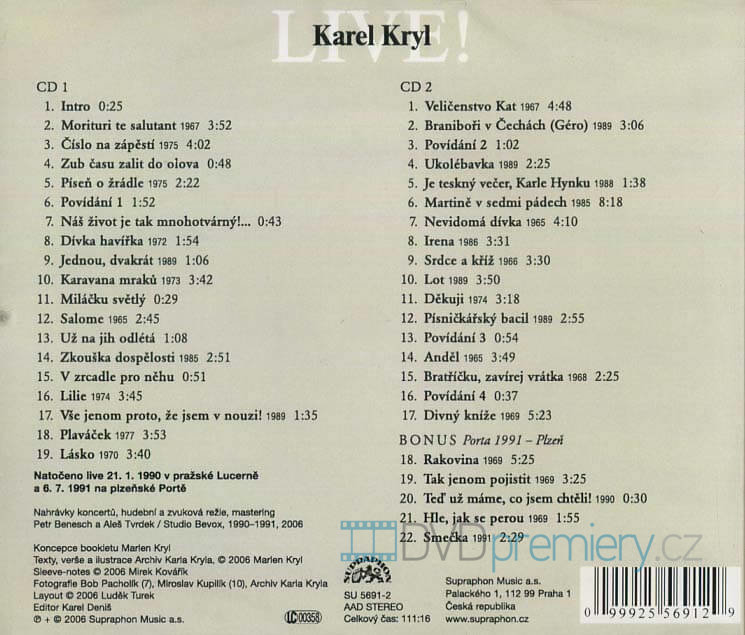 LIVE!
Karel Kryl
CD 1
1. Intro 0:25
2. Morituri te salutant 1967 3:52
3. Číslo na zápěstí 1975 4:02
4. Zub času zalit do olova 0:48
5. Píseň o žrádle 1975 2:22
6. Povídání 1 1:52
7. Náš život je tak mnohotvárný!... 0:43
8. Dívka havířka 1972 1:54
9. Jednou, dvakrát 1989 1:06
10. Karavana mraků 1973 3:42
11. Miláčku světlý 0:29
12. Salome 1965 2:45
13. Už na jih odlétá 1:08
14. Zkouška dospělosti 1985 2:51
15. V zrcadle pro něhu 0:51
16. Lilie 1974 3:45
17. Vše jenom proto, že jsem v nouzi! 1989 1:35
18. Plaváček 1977 3:53
19. Lásko 1970 3:40
Natočeno live 21. 1. 1990 v pražské Lucerně
a 6. 7. 1991 na plzeňské Portě
Nahrávky koncertů, hudební a zvuková režie, mastering
Petr Benesch a Aleš Tvrdek / Studio Bevox, 1990–1991, 2006
Koncepce bookletu Marlen Kryl
Texty, verše a ilustrace Archiv Karla Kryla, © 2006 Marlen Kryl
Sleeve-notes © 2006 Mirek Kovářík
Fotografie Bob Pacholík (7), Miroslav Kupilík (10), Archiv Karla Kryla
Layout © 2006 Luděk Turek
Editor Karel Deniš
℗ + © 2006 Supraphon Music a.s.
LC 00358
CD 2
1. Veličenstvo Kat 1967 4:48
2. Braniboři v Čechách (Géro) 1989 3:06
3. Povídání 2 1:02
4. Ukolébavka 1989 2:25
5. Je teskný večer, Karle Hynku 1988 1:38
6. Martině v sedmi pádech 1985 8:18
7. Nevidomá dívka 1965 4:10
8. Irena 1986 3:31
9. Srdce a kříž 1966 3:30
10. Lot 1989 3:50
11. Děkuji 1974 3:18
12. Písničkářský bacil 1989 2:55
13. Povídání 3 0:54
14. Anděl 1965 3:49
15. Bratříčku, zavírej vrátka 1968 2:25
16. Povídání 4 0:37
17. Divný kníže 1969 5:23
BONUS Porta 1991 – Plzeň
18. Rakovina 1969 5:25
19. Tak jenom pojistit 1969 3:25
20. Teď už máme, co jsem chtěli! 1990 0:30
21. Hle, jak se perou 1969 1:55
22. Smečka 1991 2:29
DVDpremiery.cz
SUPRAPHON
SU 5691-2
AAD STEREO
Celkový čas: 111:16
Supraphon Music a.s.
Palackého 1, 112 99 Praha 1
Česká republika
www.supraphon.cz
0 99925 56912 9